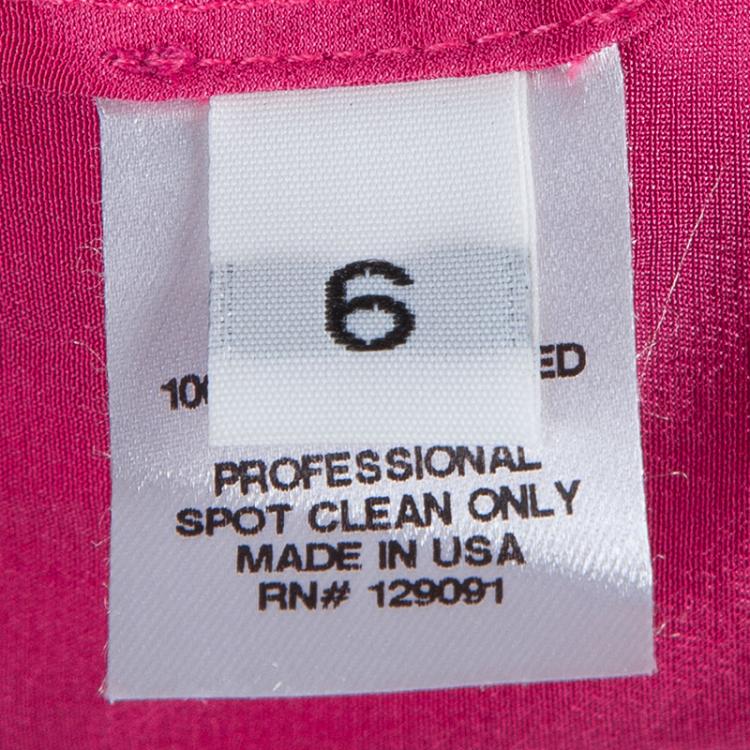 6
PROFESSIONAL
SPOT CLEAN ONLY
MADE IN USA
RN# 129091